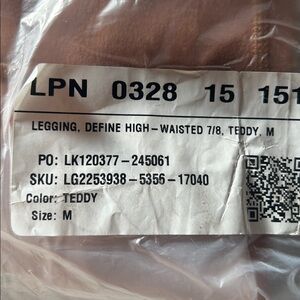 LPN 0328 15 151
LEGGING, DEFINE HIGH-WAISTED 7/8, TEDDY, M
PO: LK120377-245061
SKU: LG2253938-5356-17040
Color: TEDDY
Size: M